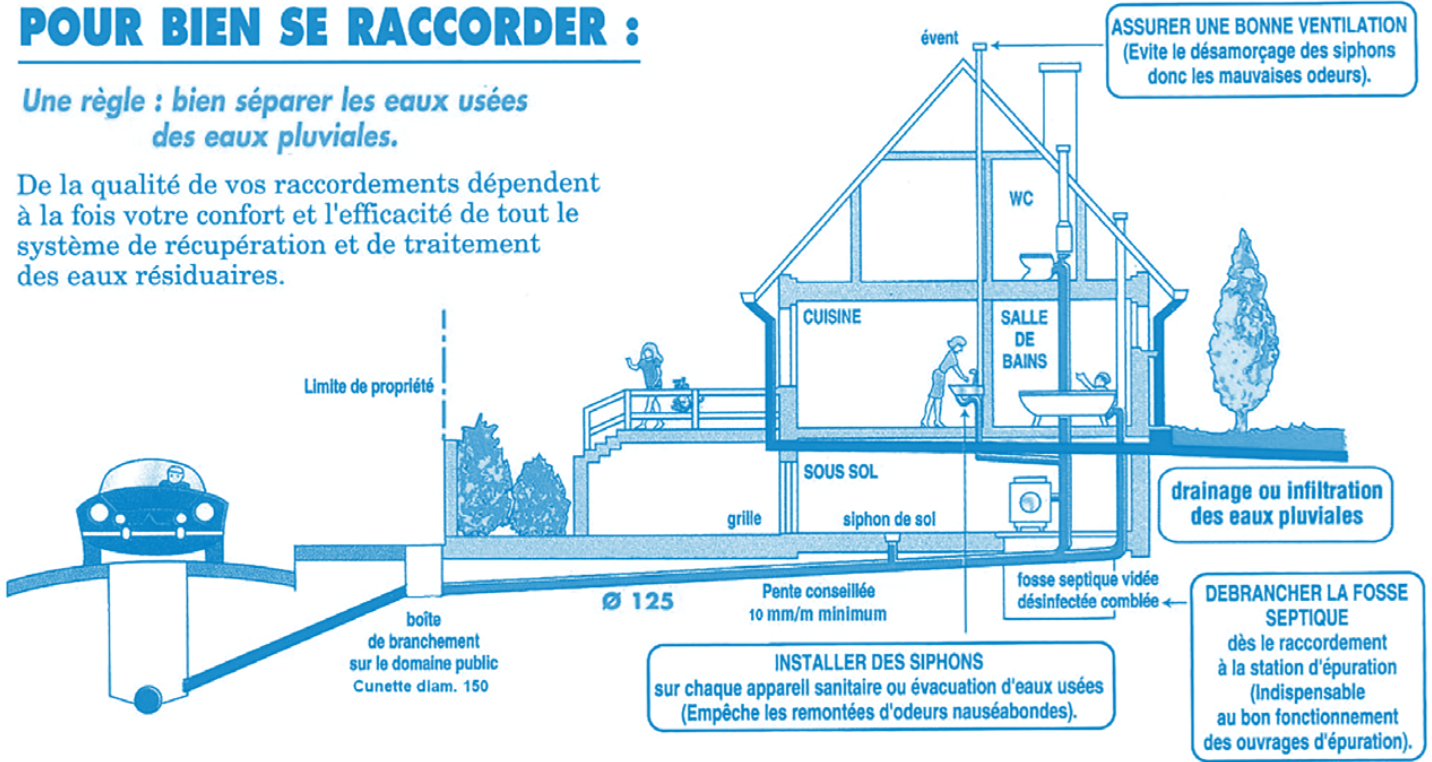 POUR BIEN SE RACCORDER :
Une règle : bien séparer les eaux usées
des eaux pluviales.
De la qualité de vos raccordements dépendent
à la fois votre confort et l'efficacité de tout le
système de récupération et de traitement
des eaux résiduaires.
évent
ASSURER UNE BONNE VENTILATION
(Evite le désamorçage des siphons
donc les mauvaises odeurs).
WC
CUISINE
SALLE
DE
BAINS
Limite de propriété
SOUS SOL
grille
siphon de sol
drainage ou infiltration
des eaux pluviales
fosse septique vidée
désinfectée comblée
Ø 125
Pente conseillée
10 mm/m minimum
boîte
de branchement
sur le domaine public
Cunette diam. 150
INSTALLER DES SIPHONS
sur chaque appareil sanitaire ou évacuation d'eaux usées
(Empêche les remontées d'odeurs nauséabondes).
DEBRANCHER LA FOSSE
SEPTIQUE
dès le raccordement
à la station d'épuration
(Indispensable
au bon fonctionnement
des ouvrages d'épuration).